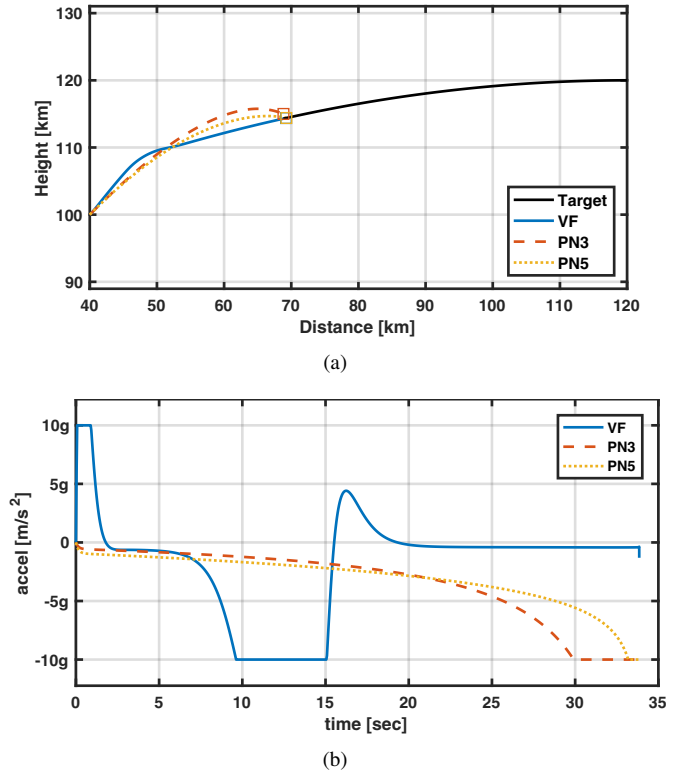 130
120
110
100
90
Height [km]
Target
VF
PN3
PN5
40 50 60 70 80 90 100 110 120
Distance [km]
(a)
10g
5g
0
-5g
-10g
accel [m/s²]
VF
PN3
PN5
0 5 10 15 20 25 30 35
time [sec]
(b)